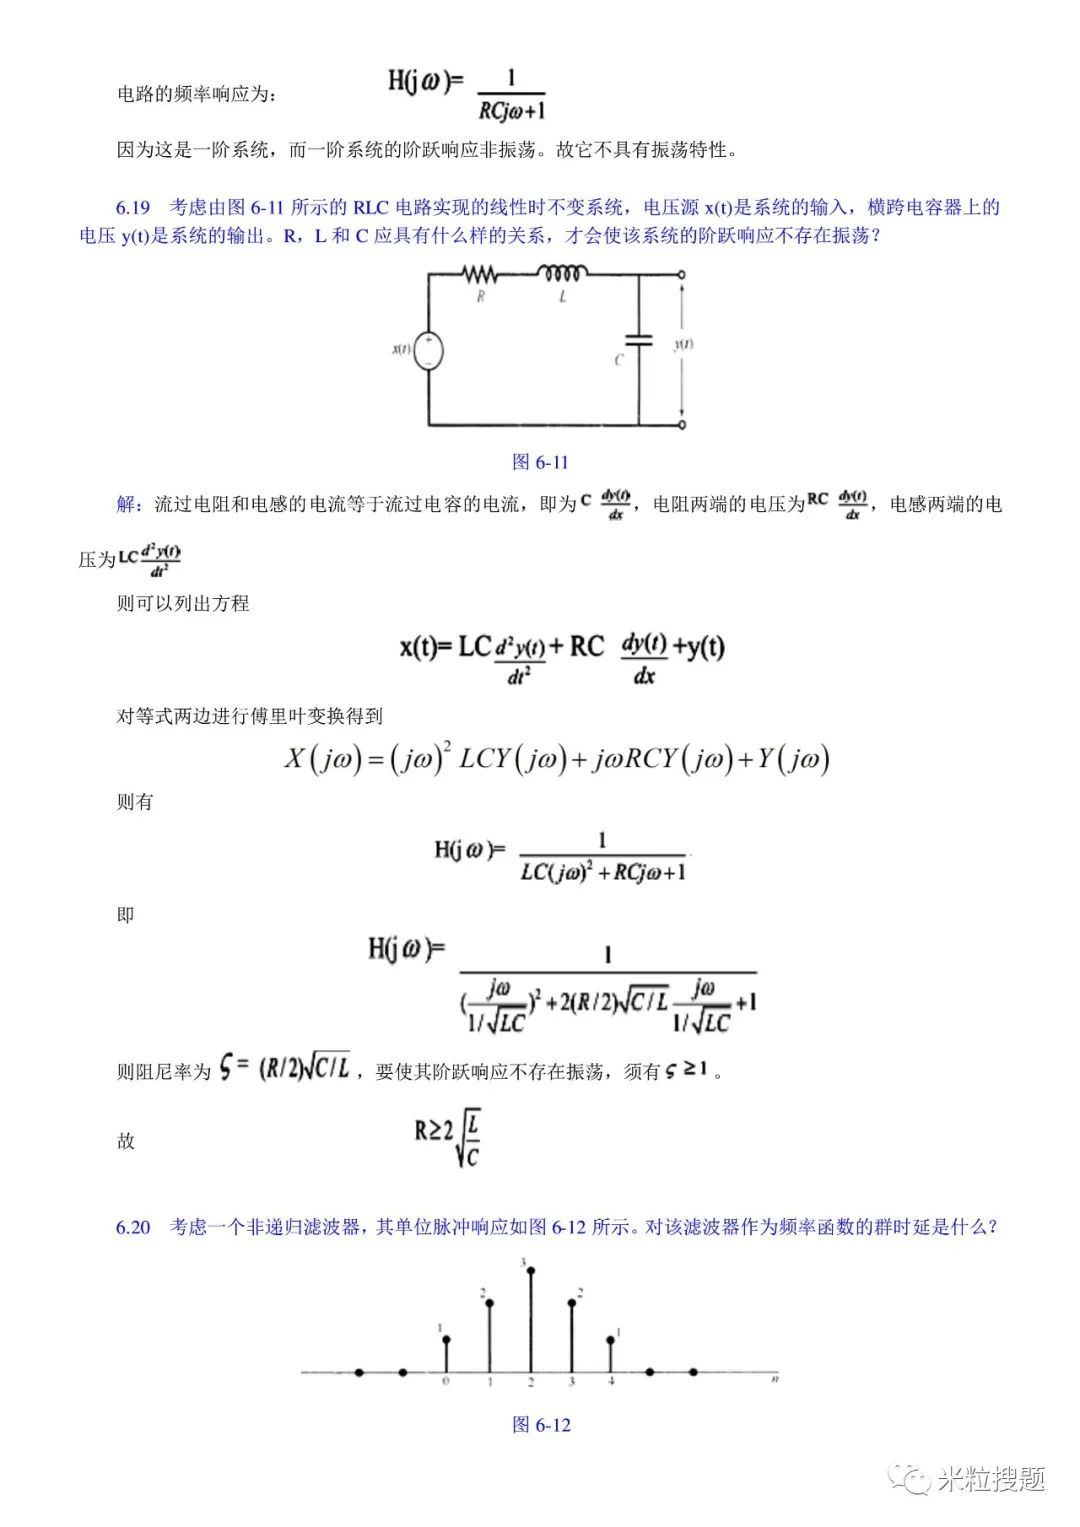 电路的频率响应为： H(jω)= 1/(RCjω+1)
因为这是一阶系统，而一阶系统的阶跃响应非振荡。故它不具有振荡特性。
6.19 考虑由图 6-11 所示的 RLC 电路实现的线性时不变系统，电压源 x(t)是系统的输入，横跨电容器上的
电压 y(t)是系统的输出。R，L 和 C 应具有什么样的关系，才会使该系统的阶跃响应不存在振荡？
R L
x(t) + − C y(t)
图 6-11
解：流过电阻和电感的电流等于流过电容的电流，即为 C dy(t)/dx，电阻两端的电压为RC dy(t)/dx，电感两端的电
压为LC d²y(t)/dt²
则可以列出方程
x(t)= LC d²y(t)/dt² + RC dy(t)/dx +y(t)
对等式两边进行傅里叶变换得到
X(jω)=(jω)² LCY(jω)+jωRCY(jω)+Y(jω)
则有
H(jω)= 1/(LC(jω)²+RCjω+1)
即
H(jω)= 1/((jω/(1/√LC))²+2(R/2)√C/L jω/(1/√LC)+1)
则阻尼率为 ς= (R/2)√C/L，要使其阶跃响应不存在振荡，须有 ς≥1。
故 R≥2√(L/C)
6.20 考虑一个非递归滤波器，其单位脉冲响应如图 6-12 所示。对该滤波器作为频率函数的群时延是什么？
3
2 2
1 1
0 1 2 3 4 n
图 6-12
米粒搜题